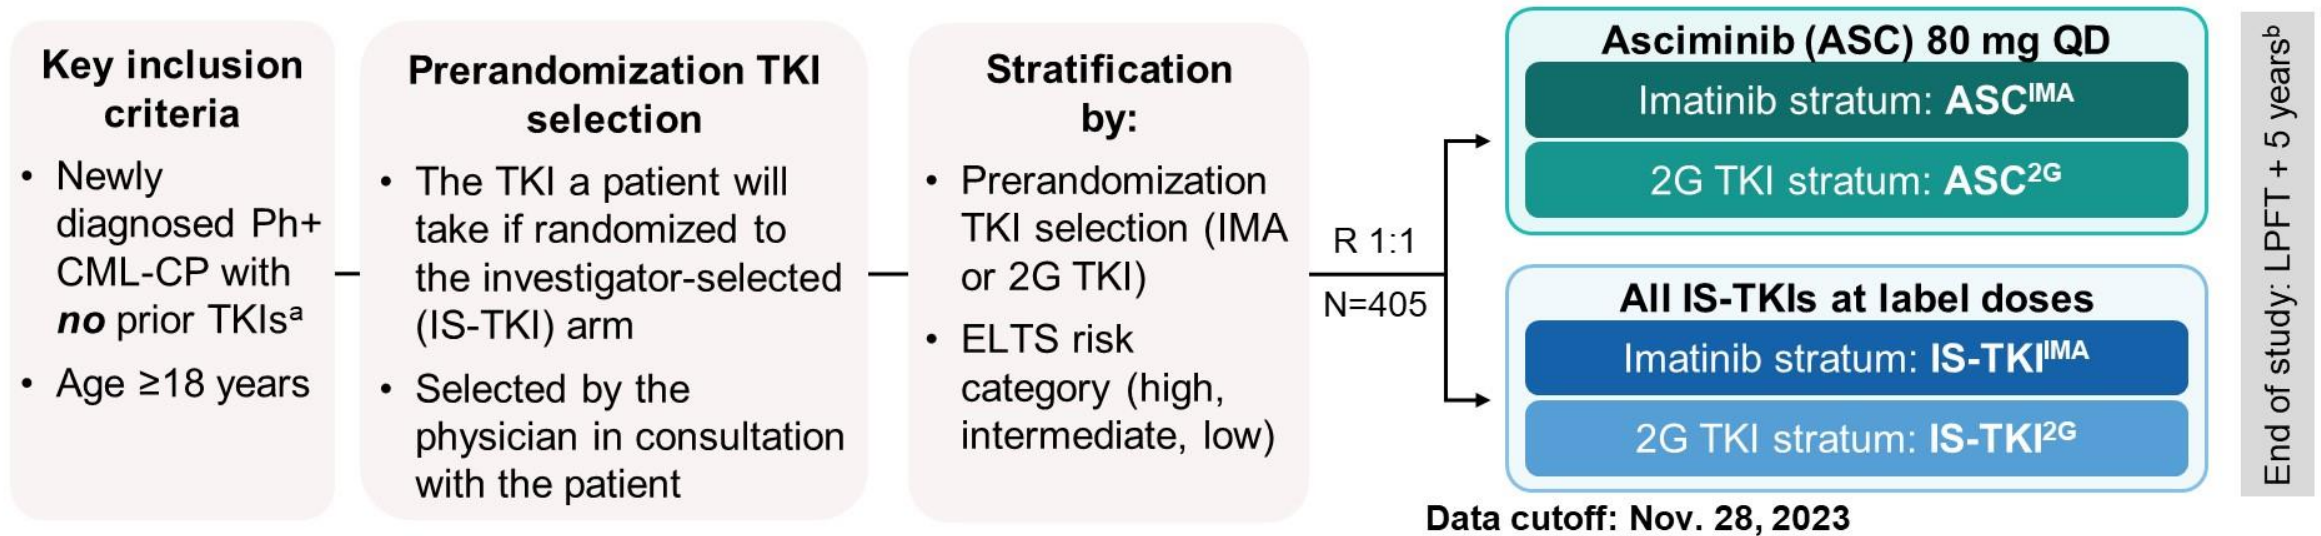 Key inclusion
criteria
• Newly
diagnosed Ph+
CML-CP with
no prior TKIsᵃ
• Age ≥18 years
Prerandomization TKI
selection
• The TKI a patient will
take if randomized to
the investigator-selected
(IS-TKI) arm
• Selected by the
physician in consultation
with the patient
Stratification
by:
• Prerandomization
TKI selection (IMA
or 2G TKI)
• ELTS risk
category (high,
intermediate, low)
R 1:1
N=405
Asciminib (ASC) 80 mg QD
Imatinib stratum: ASCIMA
2G TKI stratum: ASC2G
All IS-TKIs at label doses
Imatinib stratum: IS-TKIIMA
2G TKI stratum: IS-TKI2G
Data cutoff: Nov. 28, 2023
End of study: LPFT + 5 yearsᵇ